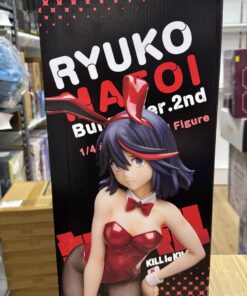 RYUKO
MATOI
Bunny Ver.2nd
1/4 Figure
KILL la KILL